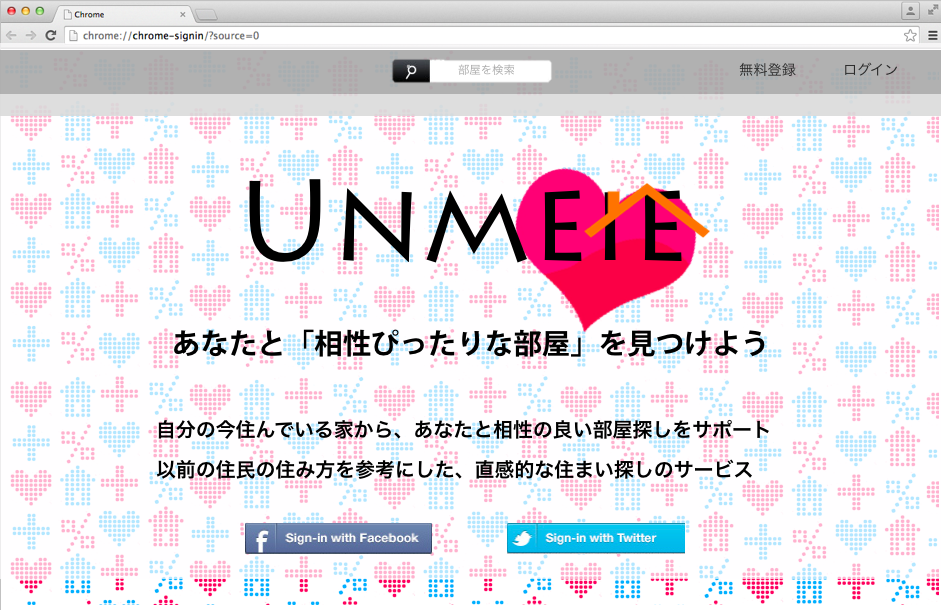 Chrome
chrome://chrome-signin/?source=0
部屋を検索
無料登録
ログイン
UNMEIE
あなたと「相性ぴったりな部屋」を見つけよう
自分の今住んでいる家から、あなたと相性の良い部屋探しをサポート
以前の住民の住み方を参考にした、直感的な住まい探しのサービス
Sign-in with Facebook
Sign-in with Twitter